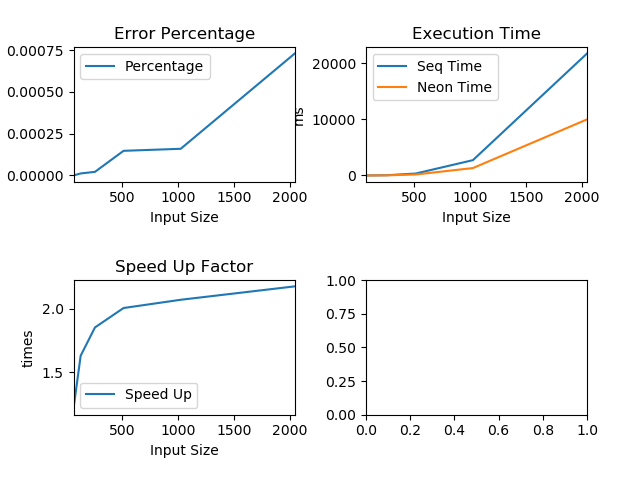 Error Percentage
0.00075
0.00050
0.00025
0.00000
Percentage
500
1000
1500
2000
Input Size
Execution Time
20000
10000
0
ms
Seq Time
Neon Time
500
1000
1500
2000
Input Size
Speed Up Factor
2.0
1.5
times
Speed Up
500
1000
1500
2000
Input Size
1.00
0.75
0.50
0.25
0.00
0.0
0.2
0.4
0.6
0.8
1.0